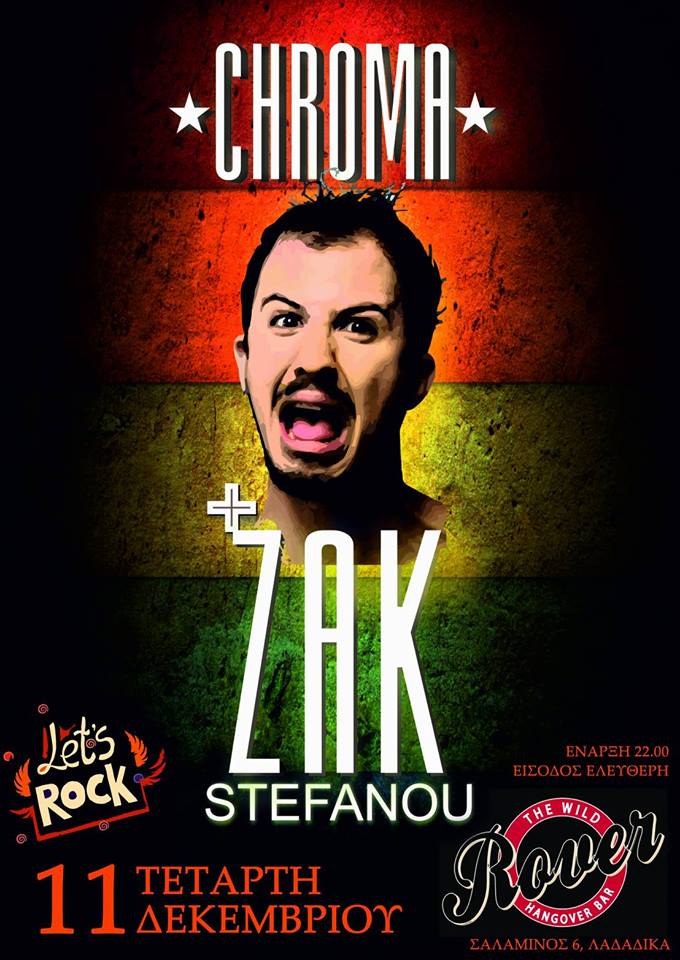 CHROMA
+
ZAK
STEFANOU
Let's
ROCK
11 ΤΕΤΑΡΤΗ
ΔΕΚΕΜΒΡΙΟΥ
ΕΝΑΡΞΗ 22.00
ΕΙΣΟΔΟΣ ΕΛΕΥΘΕΡΗ
THE WILD
Rover
HANGOVER BAR
ΣΑΛΑΜΙΝΟΣ 6, ΛΑΔΑΔΙΚΑ